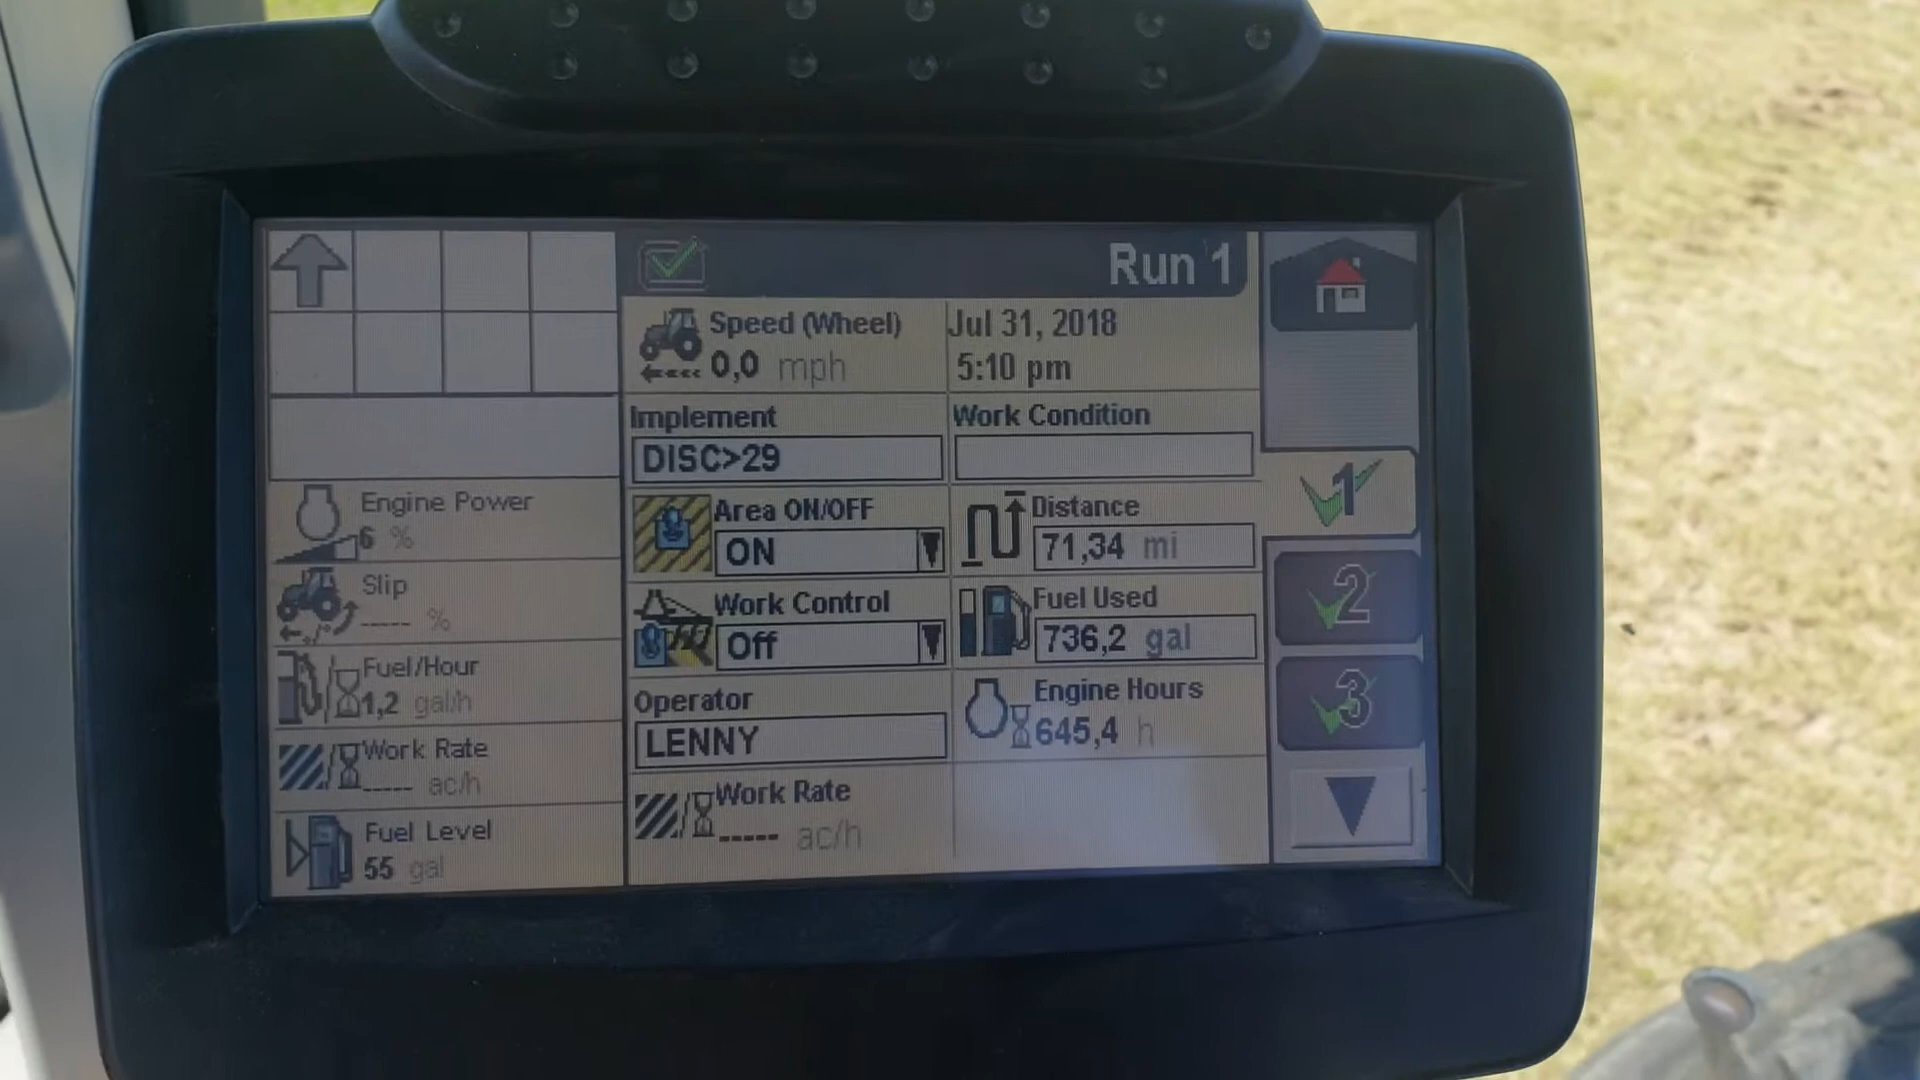 Run 1
Speed (Wheel)
0,0 mph
Jul 31, 2018
5:10 pm
Implement
DISC>29
Work Condition
Engine Power
6 %
Slip
----- %
Fuel/Hour
1,2 gal/h
Work Rate
----- ac/h
Fuel Level
55 gal
Area ON/OFF
ON
Distance
71,34 mi
Work Control
Off
Fuel Used
736,2 gal
Operator
LENNY
Engine Hours
645,4 h
Work Rate
----- ac/h
1
2
3